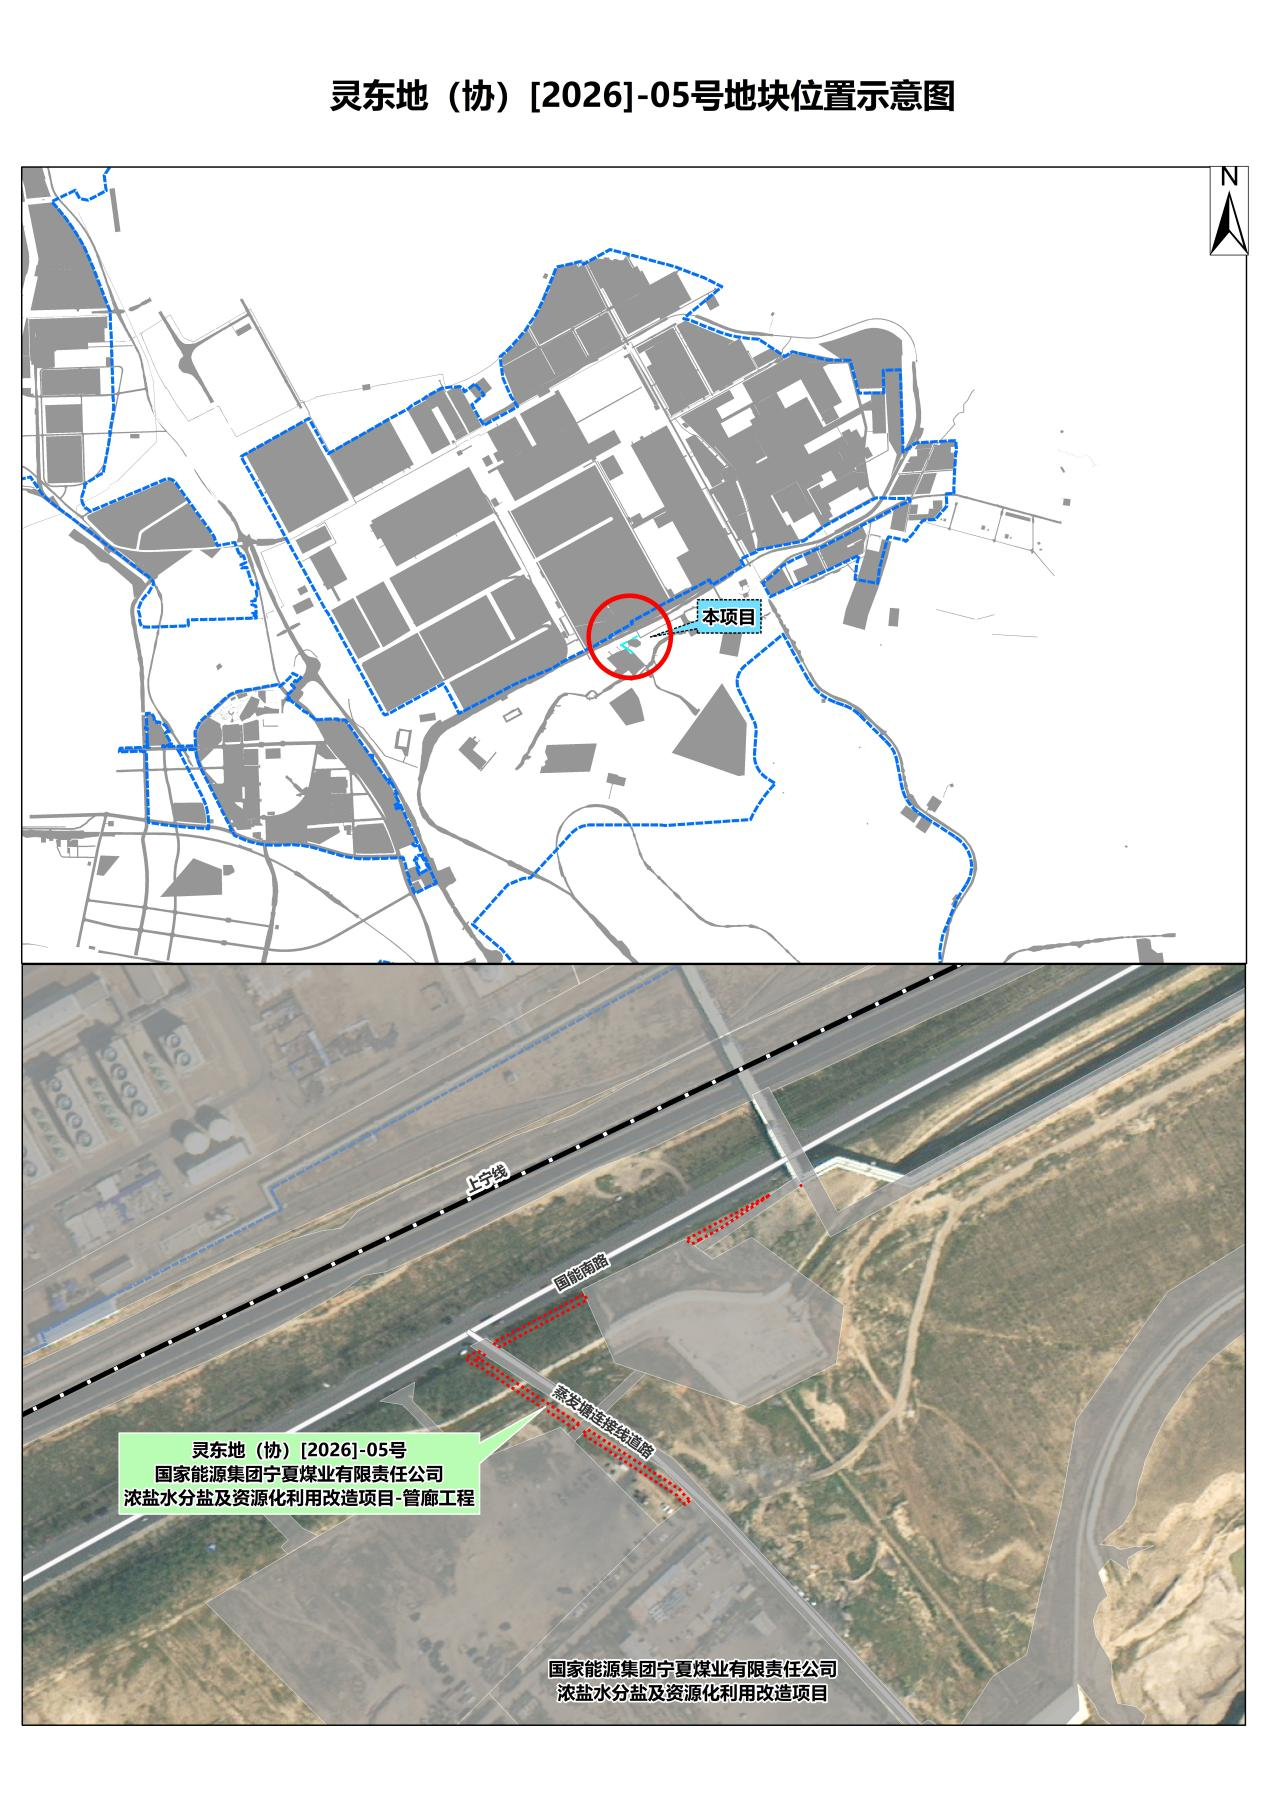 灵东地（协）[2026]-05号地块位置示意图
N
本项目
上宁线
国能南路
蒸发塘连接线道路
灵东地（协）[2026]-05号
国家能源集团宁夏煤业有限责任公司
浓盐水分盐及资源化利用改造项目-管廊工程
国家能源集团宁夏煤业有限责任公司
浓盐水分盐及资源化利用改造项目